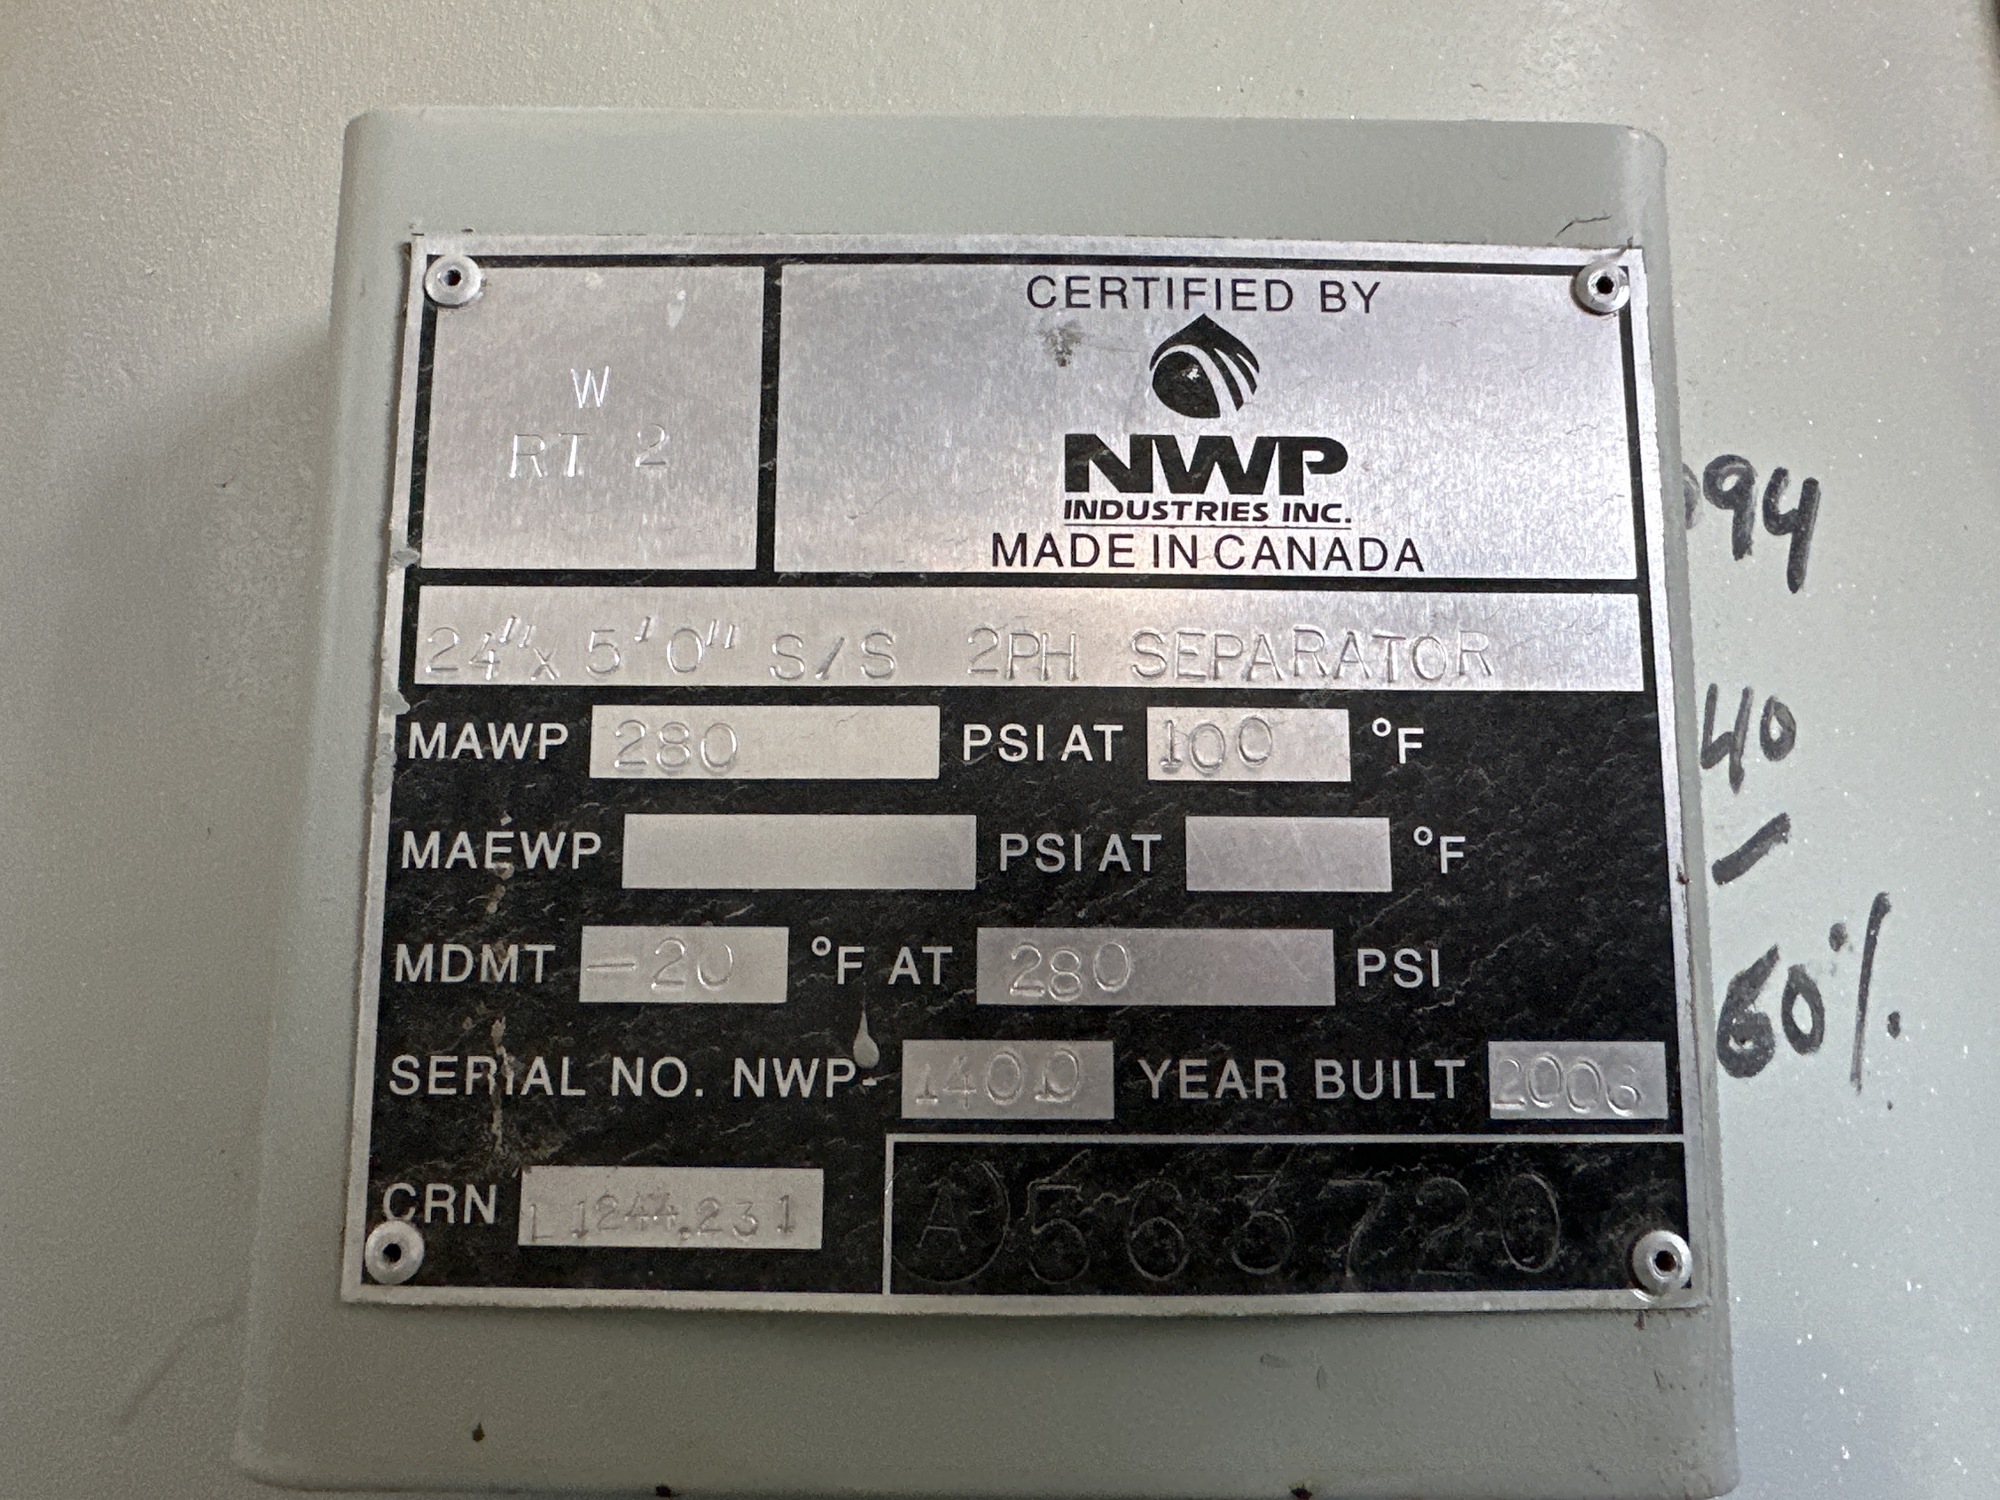 W
RT 2
CERTIFIED BY
NWP
INDUSTRIES INC.
MADE IN CANADA
24" x 5'0" S/S 2PH SEPARATOR
MAWP 280 PSI AT 100 °F
MAEWP PSI AT °F
MDMT -20 °F AT 280 PSI
SERIAL NO. NWP- 1400 YEAR BUILT 2006
CRN L1244.231
A 563720
94
40
-
60%